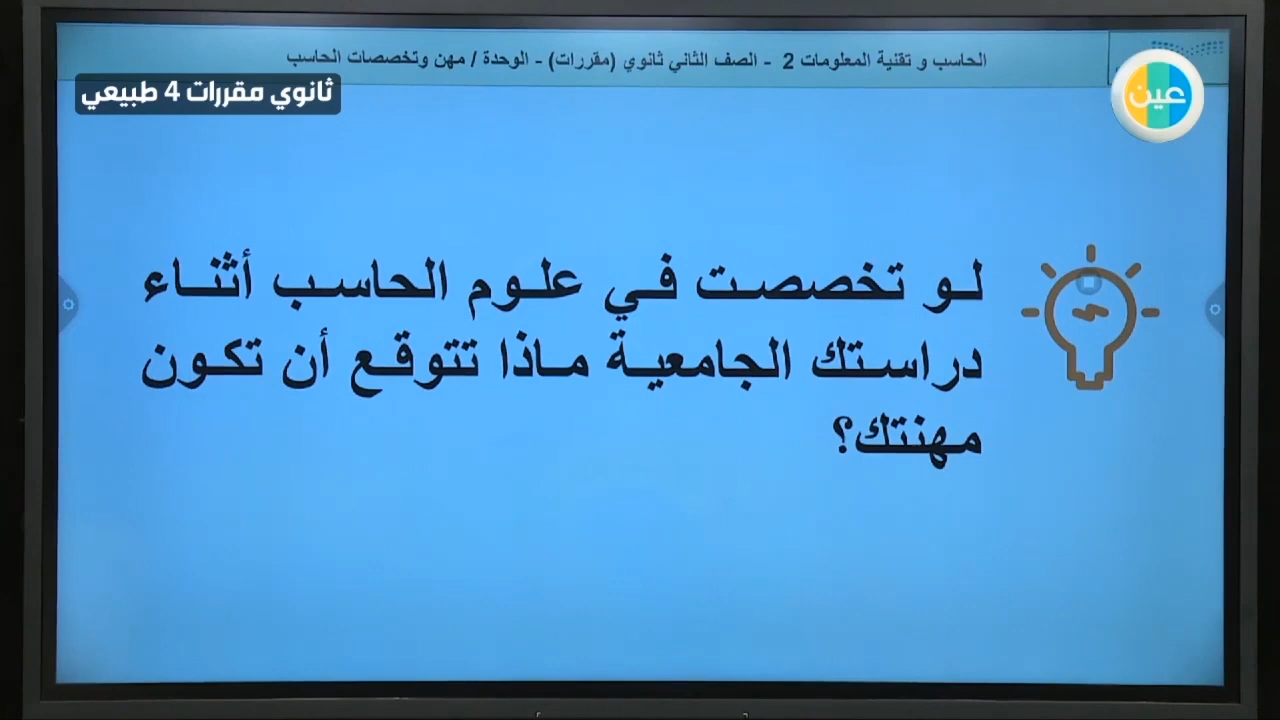 الحاسب و تقنية المعلومات 2 - الصف الثاني ثانوي (مقررات) - الوحدة / مهن وتخصصات الحاسب
ثانوي مقررات 4 طبيعي
عين
لو تخصصت في علوم الحاسب أثناء
دراستك الجامعية ماذا تتوقع أن تكون
مهنتك؟